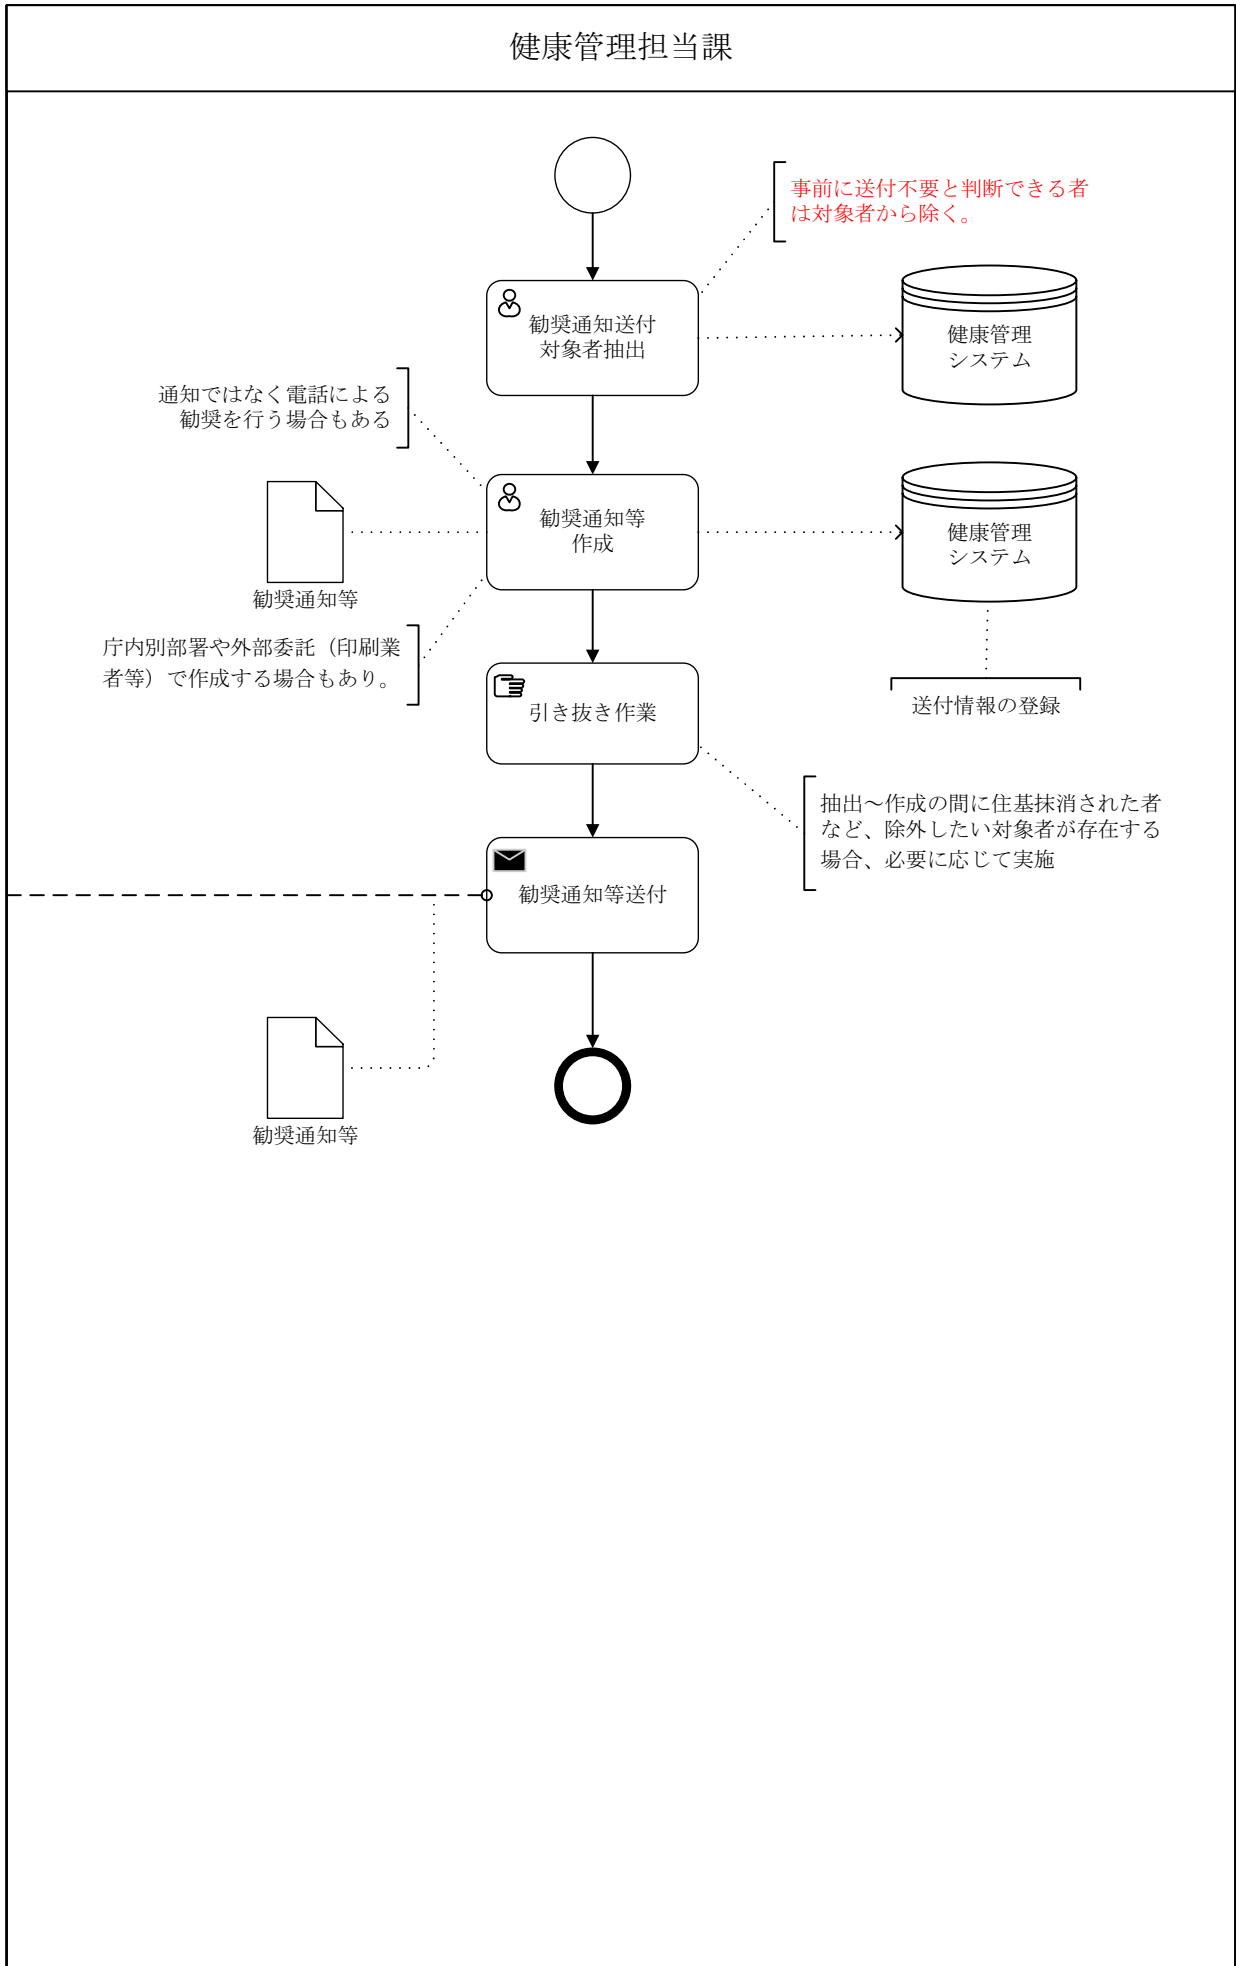 健康管理担当課
事前に送付不要と判断できる者
は対象者から除く。
勧奨通知送付
対象者抽出
健康管理
システム
通知ではなく電話による
勧奨を行う場合もある
勧奨通知等
作成
健康管理
システム
勧奨通知等
庁内別部署や外部委託（印刷業
者等）で作成する場合もあり。
引き抜き作業
送付情報の登録
抽出～作成の間に住基抹消された者
など、除外したい対象者が存在する
場合、必要に応じて実施
勧奨通知等送付
勧奨通知等